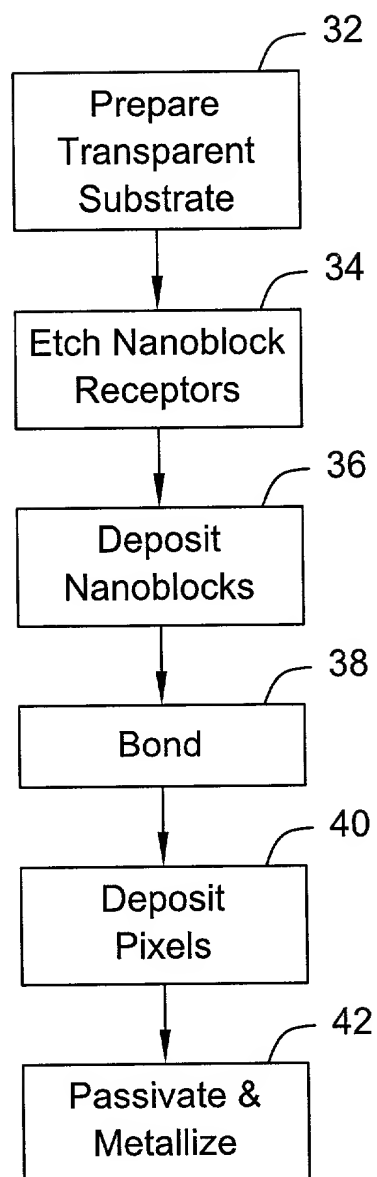 32
Prepare
Transparent
Substrate
34
Etch Nanoblock
Receptors
36
Deposit
Nanoblocks
38
Bond
40
Deposit
Pixels
42
Passivate &
Metallize